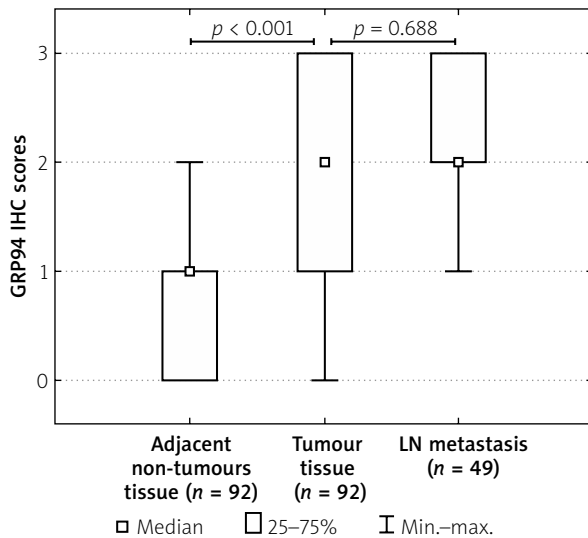 p < 0.001 p = 0.688
3
2
1
0
GRP94 IHC scores
Adjacent
non-tumours
tissue (n = 92)
Tumour
tissue
(n = 92)
LN metastasis
(n = 49)
Median 25–75% Min.–max.